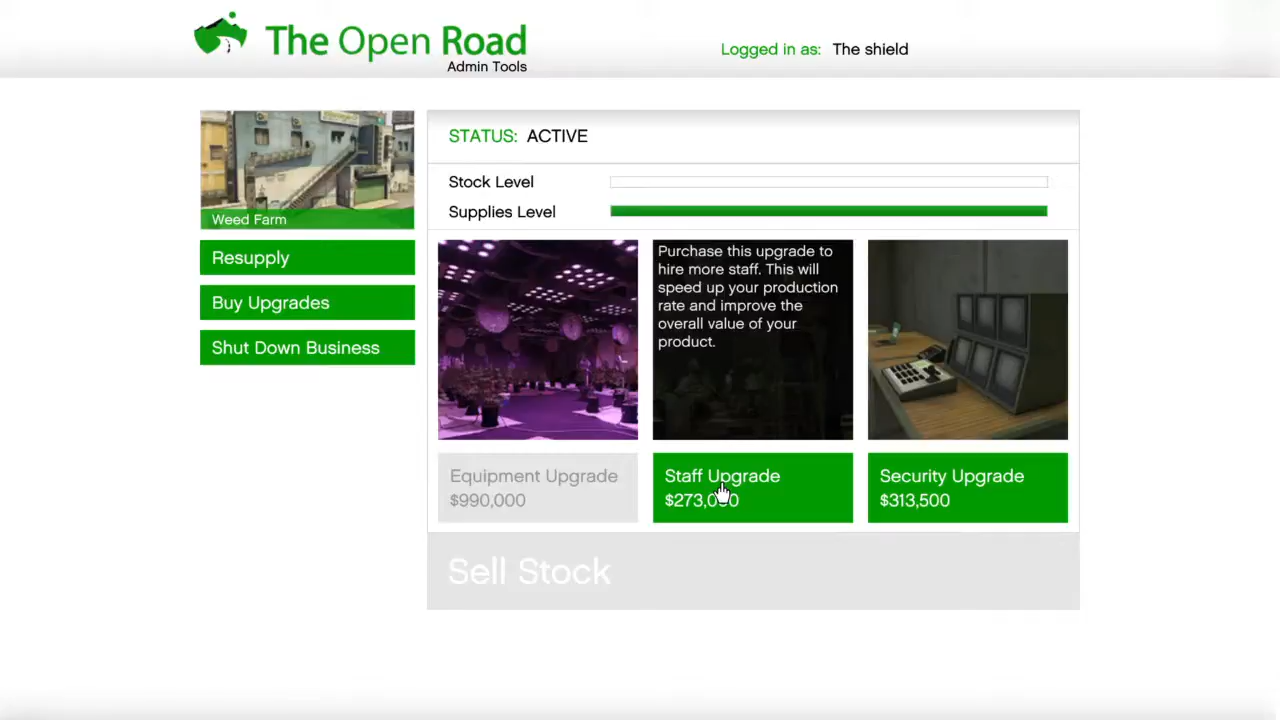 The Open Road
Admin Tools
Logged in as: The shield
Weed Farm
Resupply
Buy Upgrades
Shut Down Business
STATUS: ACTIVE
Stock Level
Supplies Level
Purchase this upgrade to
hire more staff. This will
speed up your production
rate and improve the
overall value of your
product.
Equipment Upgrade
$990,000
Staff Upgrade
$273,000
Security Upgrade
$313,500
Sell Stock